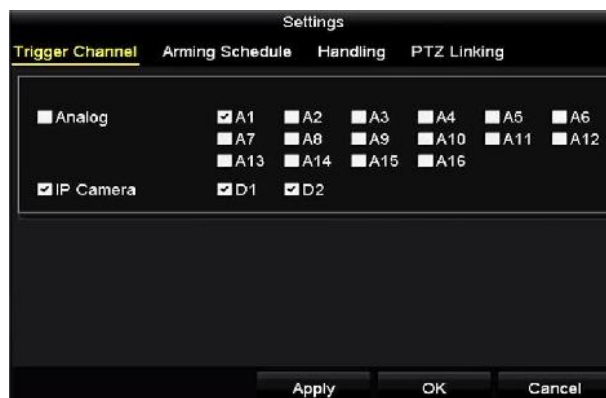 Settings
Trigger Channel Arming Schedule Handling PTZ Linking
Analog A1 A2 A3 A4 A5 A6
A7 A8 A9 A10 A11 A12
A13 A14 A15 A16
IP Camera D1 D2
Apply OK Cancel